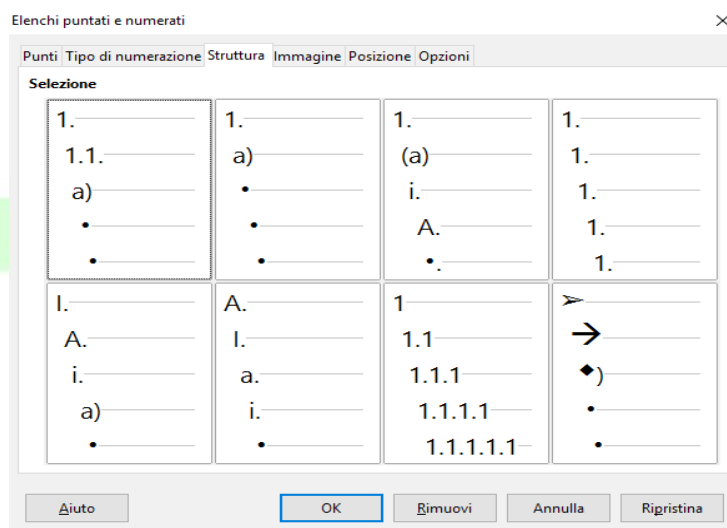 Elenchi puntati e numerati
Punti Tipo di numerazione Struttura Immagine Posizione Opzioni
Selezione
1. 1. 1. 1.
1.1. a) (a) 1.
a) • i. 1.
• • A. 1.
• • •. 1.
I. A. 1 ➢
A. I. 1.1 →
i. a. 1.1.1 ◆)
a) i. 1.1.1.1 •
• • 1.1.1.1.1 •
Aiuto OK Rimuovi Annulla Ripristina